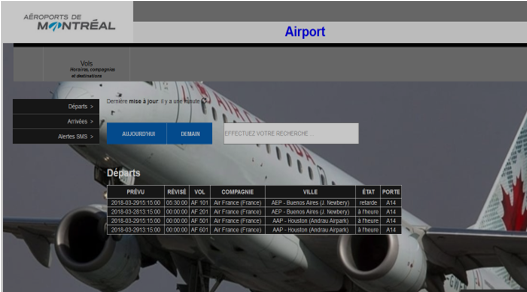 AÉROPORTS DE
MONTRÉAL
Airport
Vols
Horaires, compagnies
et destinations
Départs >
Arrivées >
Alertes SMS >
Dernière mise à jour: il y a une minute
AUJOURD'HUI DEMAIN EFFECTUEZ VOTRE RECHERCHE ...
Départs
PRÉVU RÉVISÉ VOL COMPAGNIE VILLE ÉTAT PORTE
2018-03-2915:15:00 05:30:00 AF 101 Air France (France) AEP - Buenos Aires (J. Newbery) retarde A14
2018-03-2813:15:00 00:00:00 AF 201 Air France (France) AEP - Buenos Aires (J. Newbery) à l'heure A14
2018-03-2915:15:00 00:00:00 AF 501 Air France (France) AAP - Houston (Andrau Airpark) à l'heure A14
2018-03-2813:15:00 00:00:00 AF 601 Air France (France) AAP - Houston (Andrau Airpark) à l'heure A14